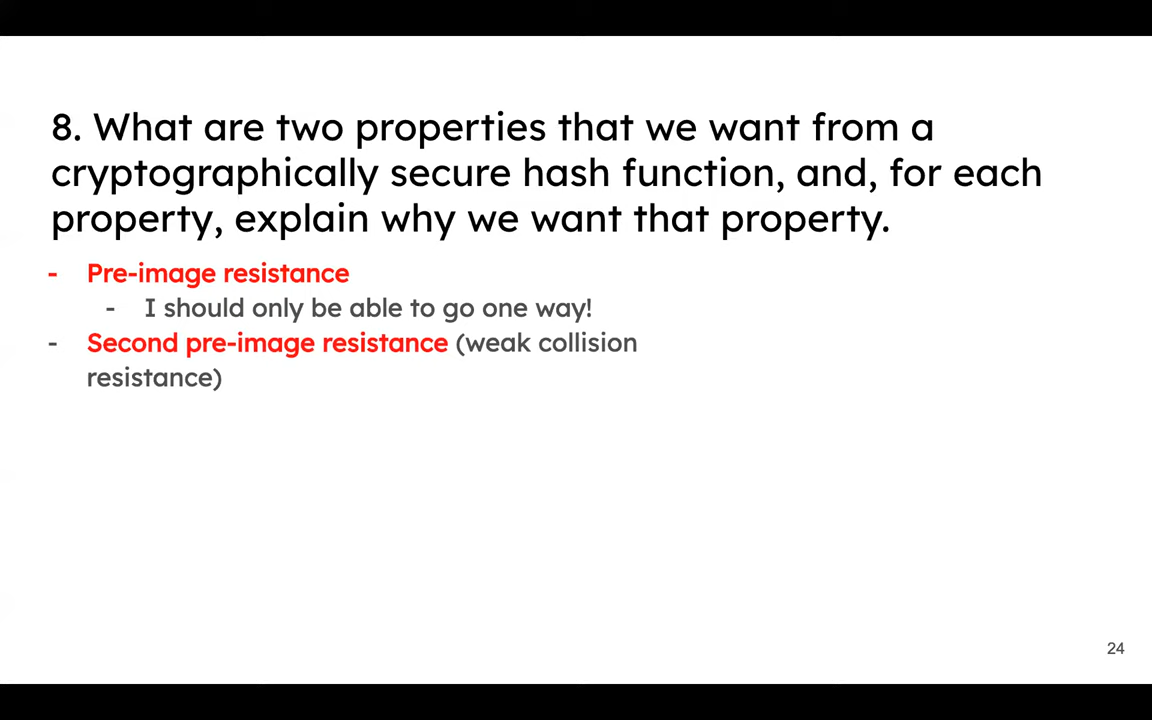 8. What are two properties that we want from a
cryptographically secure hash function, and, for each
property, explain why we want that property.
- Pre-image resistance
- I should only be able to go one way!
- Second pre-image resistance (weak collision
resistance)
24